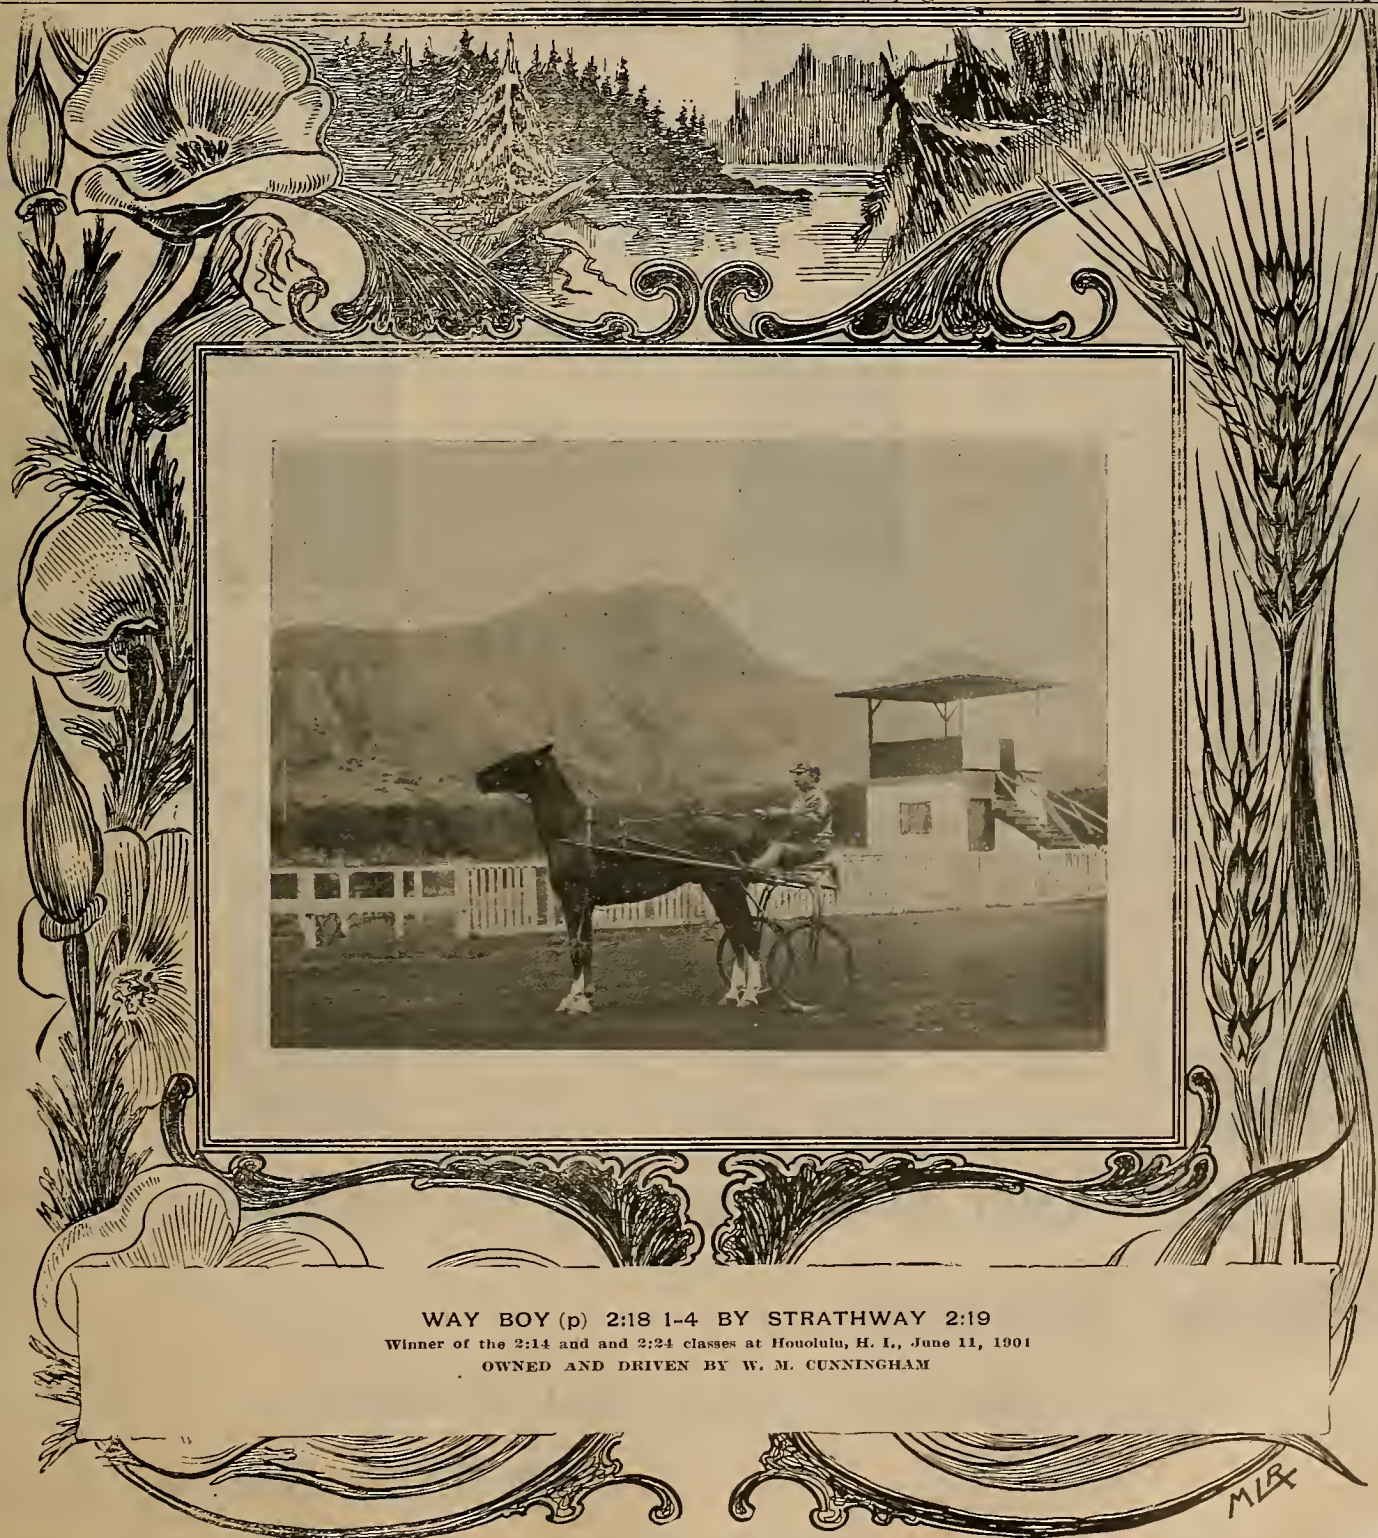 WAY BOY (p) 2:18 1-4 BY STRATHWAY 2:19
Winner of the 2:14 and and 2:24 classes at Houolulu, H. I., June 11, 1901
OWNED AND DRIVEN BY W. M. CUNNINGHAM
MLR